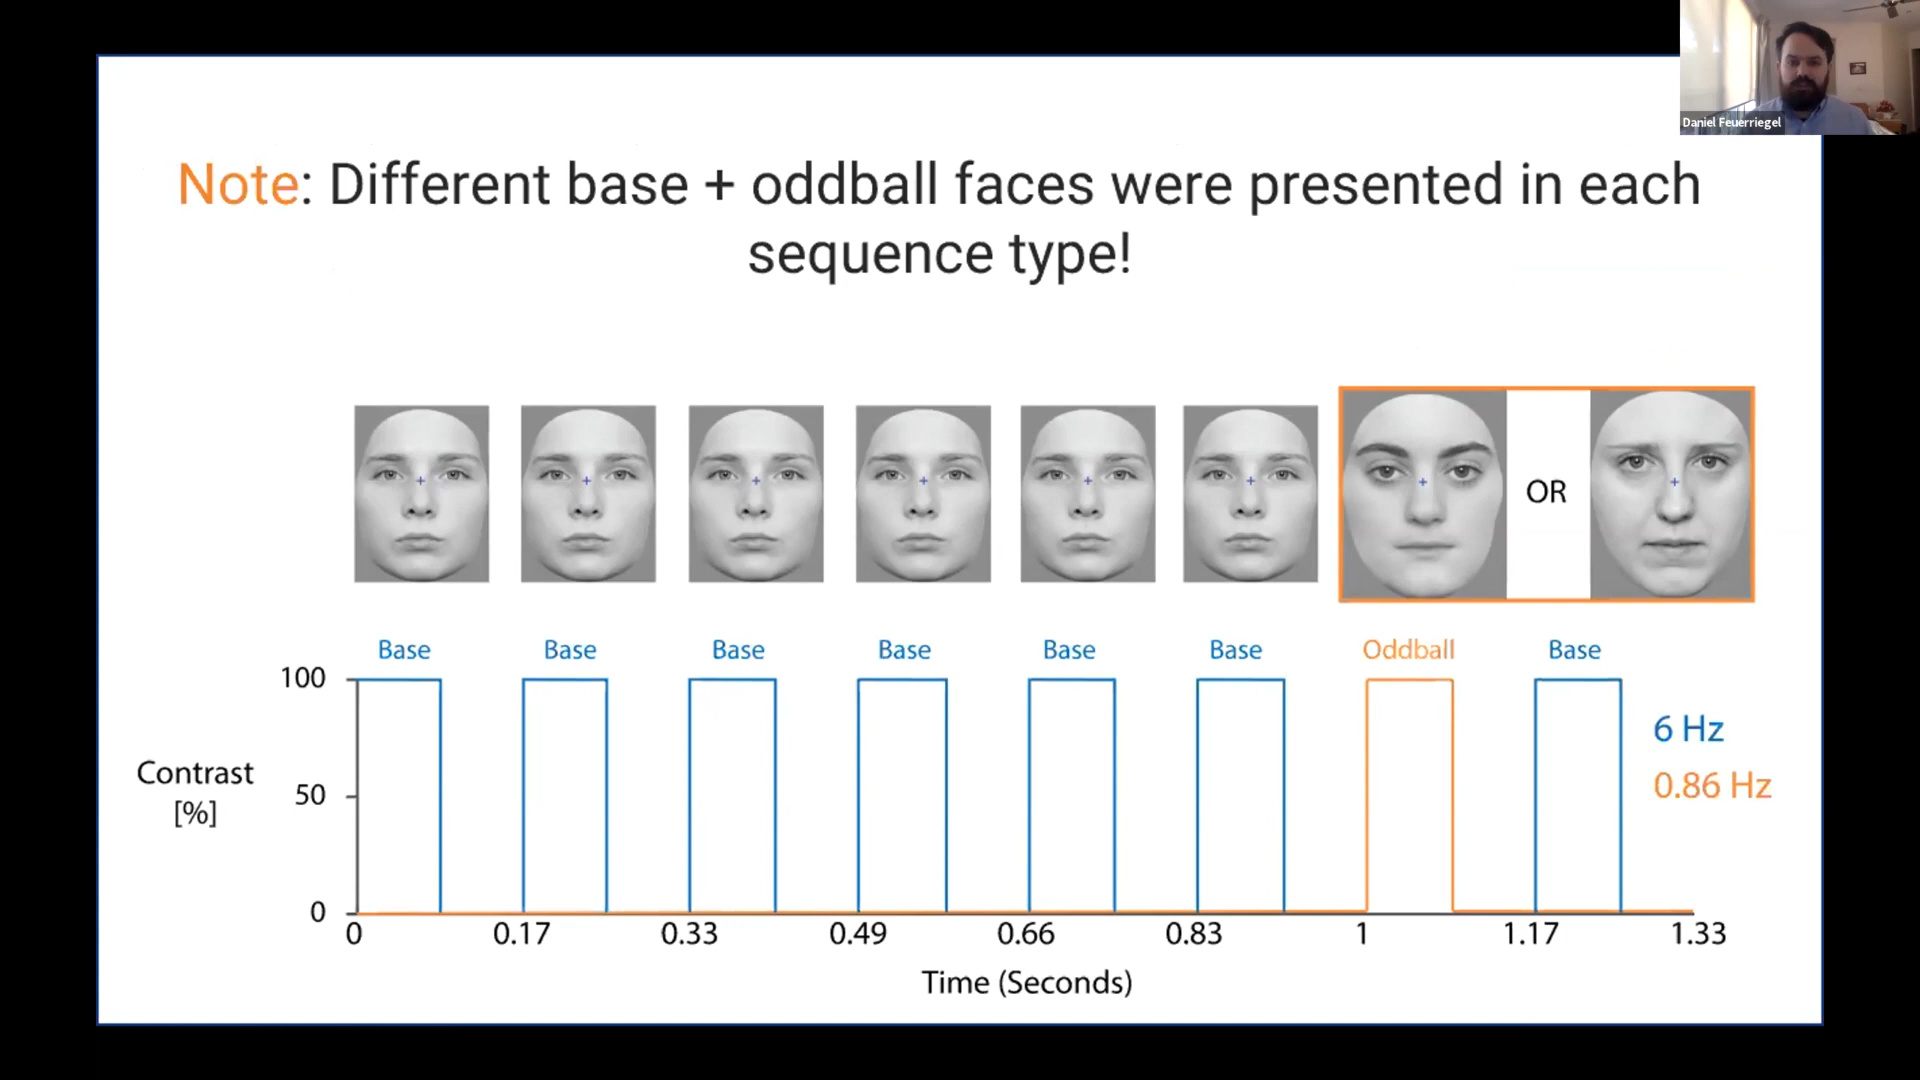 Daniel Feuerriegel
Note: Different base + oddball faces were presented in each
sequence type!
OR
Base Base Base Base Base Base Oddball Base
100
50
0
Contrast
[%]
6 Hz
0.86 Hz
0 0.17 0.33 0.49 0.66 0.83 1 1.17 1.33
Time (Seconds)